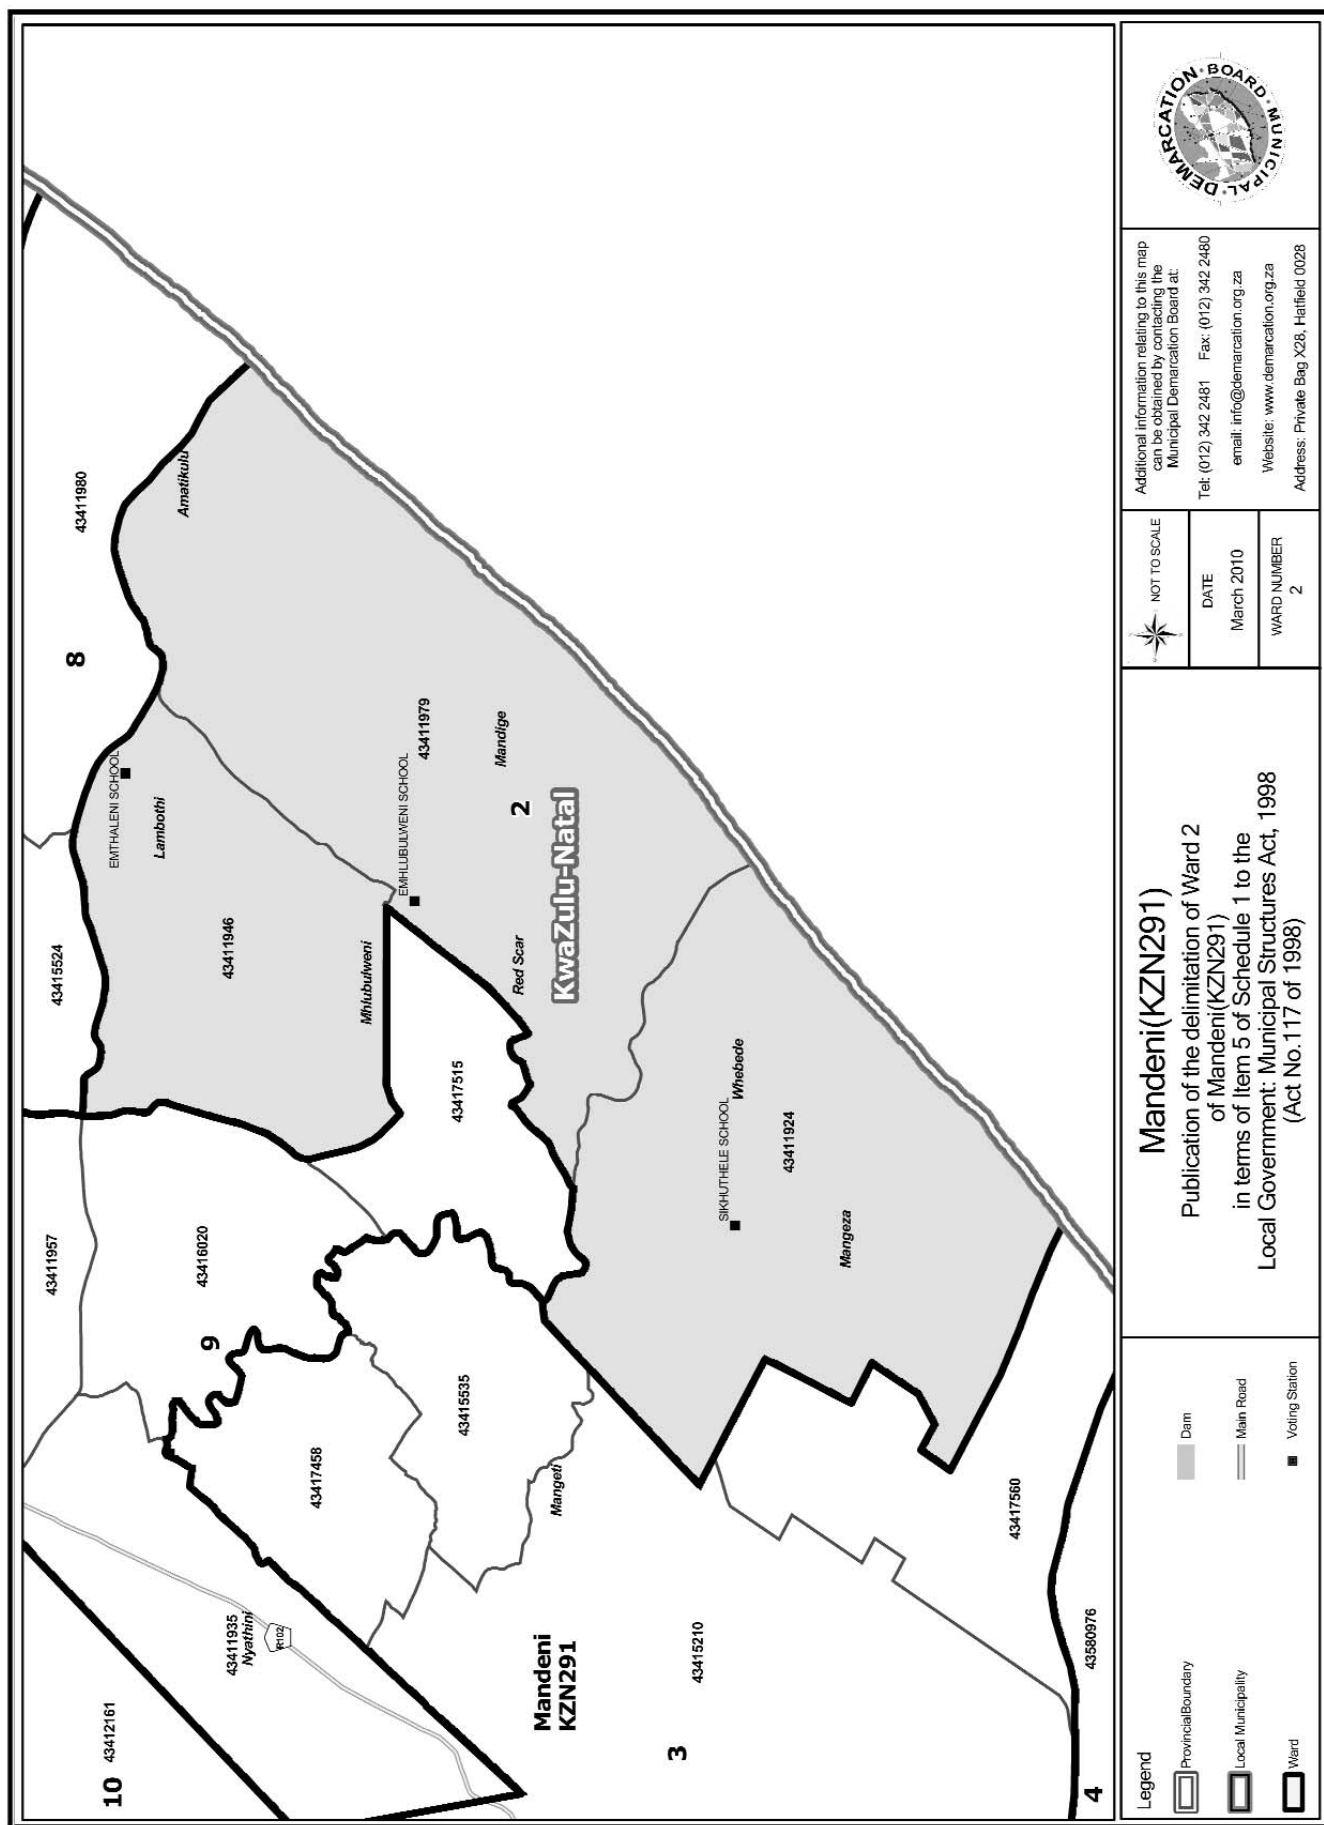 43411980
8
Amatikulu
43415524
EMTHALENI SCHOOL
Lambothi
43411946
Mhlubulweni
EMHLUBULWENI SCHOOL
43411979
Mandige
2
KwaZulu-Natal
Red Scar
43411957
43416020
9
43417515
Whebede
SIKHUTHELE SCHOOL
43411924
Mangeza
43417458
43415535
Mangeti
43417560
10
43412161
43411935
Nyathini
R102
Mandeni
KZN291
43415210
3
43580976
4
Legend
ProvincialBoundary
Local Municipality
Ward
Dam
Main Road
Voting Station
Mandeni(KZN291)
Publication of the delimitation of Ward 2
of Mandeni(KZN291)
in terms of Item 5 of Schedule 1 to the
Local Government: Municipal Structures Act, 1998
(Act No.117 of 1998)
NOT TO SCALE
DATE
March 2010
WARD NUMBER
2
Additional information relating to this map
can be obtained by contacting the
Municipal Demarcation Board at:
Tel: (012) 342 2481 Fax: (012) 342 2480
email: info@demarcation.org.za
Website: www.demarcation.org.za
Address: Private Bag X28, Hatfield 0028
MUNICIPAL · DEMARCATION · BOARD ·